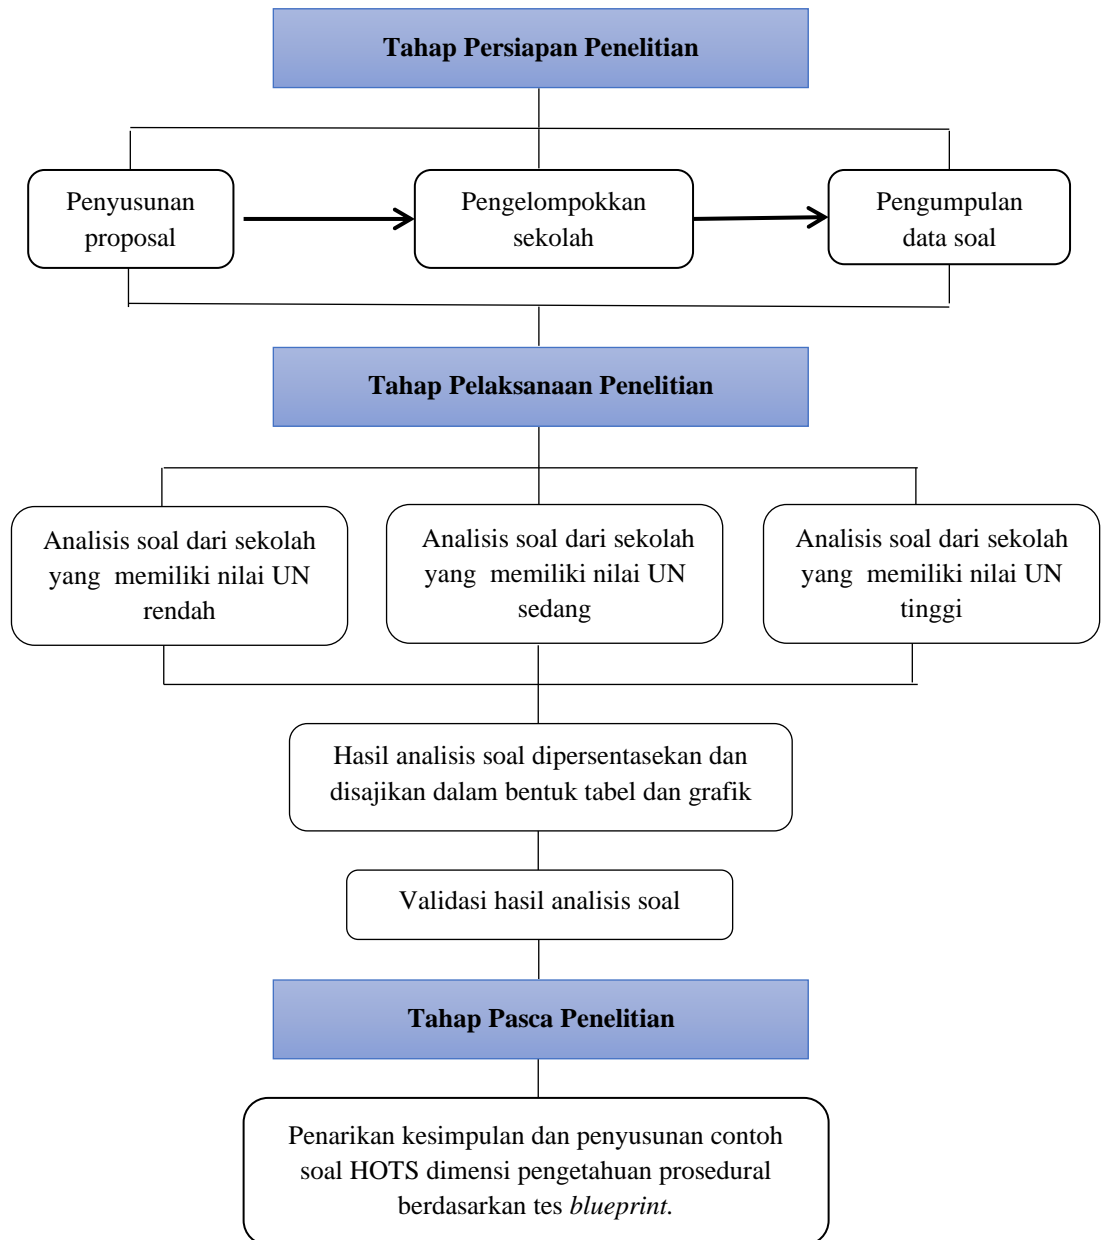 Tahap Persiapan Penelitian
Penyusunan
proposal
Pengelompokkan
sekolah
Pengumpulan
data soal
Tahap Pelaksanaan Penelitian
Analisis soal dari sekolah
yang  memiliki nilai UN
rendah
Analisis soal dari sekolah
yang  memiliki nilai UN
sedang
Analisis soal dari sekolah
yang  memiliki nilai UN
tinggi
Hasil analisis soal dipersentasekan dan
disajikan dalam bentuk tabel dan grafik
Validasi hasil analisis soal
Tahap Pasca Penelitian
Penarikan kesimpulan dan penyusunan contoh
soal HOTS dimensi pengetahuan prosedural
berdasarkan tes blueprint.